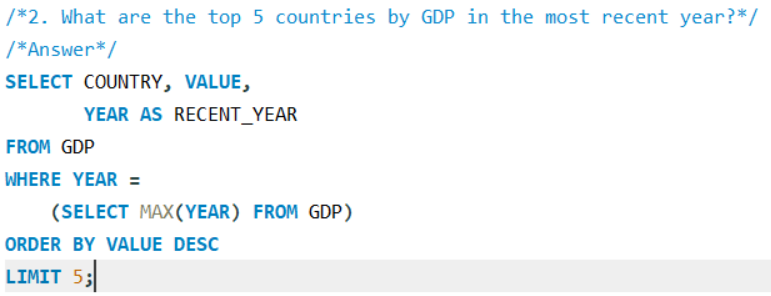 /*2. What are the top 5 countries by GDP in the most recent year?*/
/*Answer*/
SELECT COUNTRY, VALUE,
YEAR AS RECENT_YEAR
FROM GDP
WHERE YEAR =
(SELECT MAX(YEAR) FROM GDP)
ORDER BY VALUE DESC
LIMIT 5;